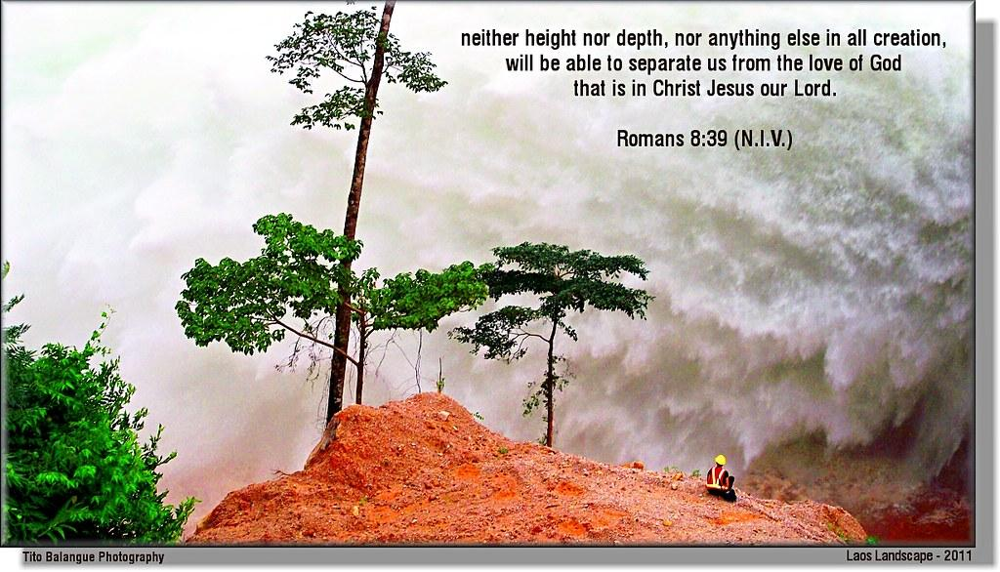 neither height nor depth, nor anything else in all creation,
will be able to separate us from the love of God
that is in Christ Jesus our Lord.
Romans 8:39 (N.I.V.)
Tito Balangue Photography
Laos Landscape - 2011